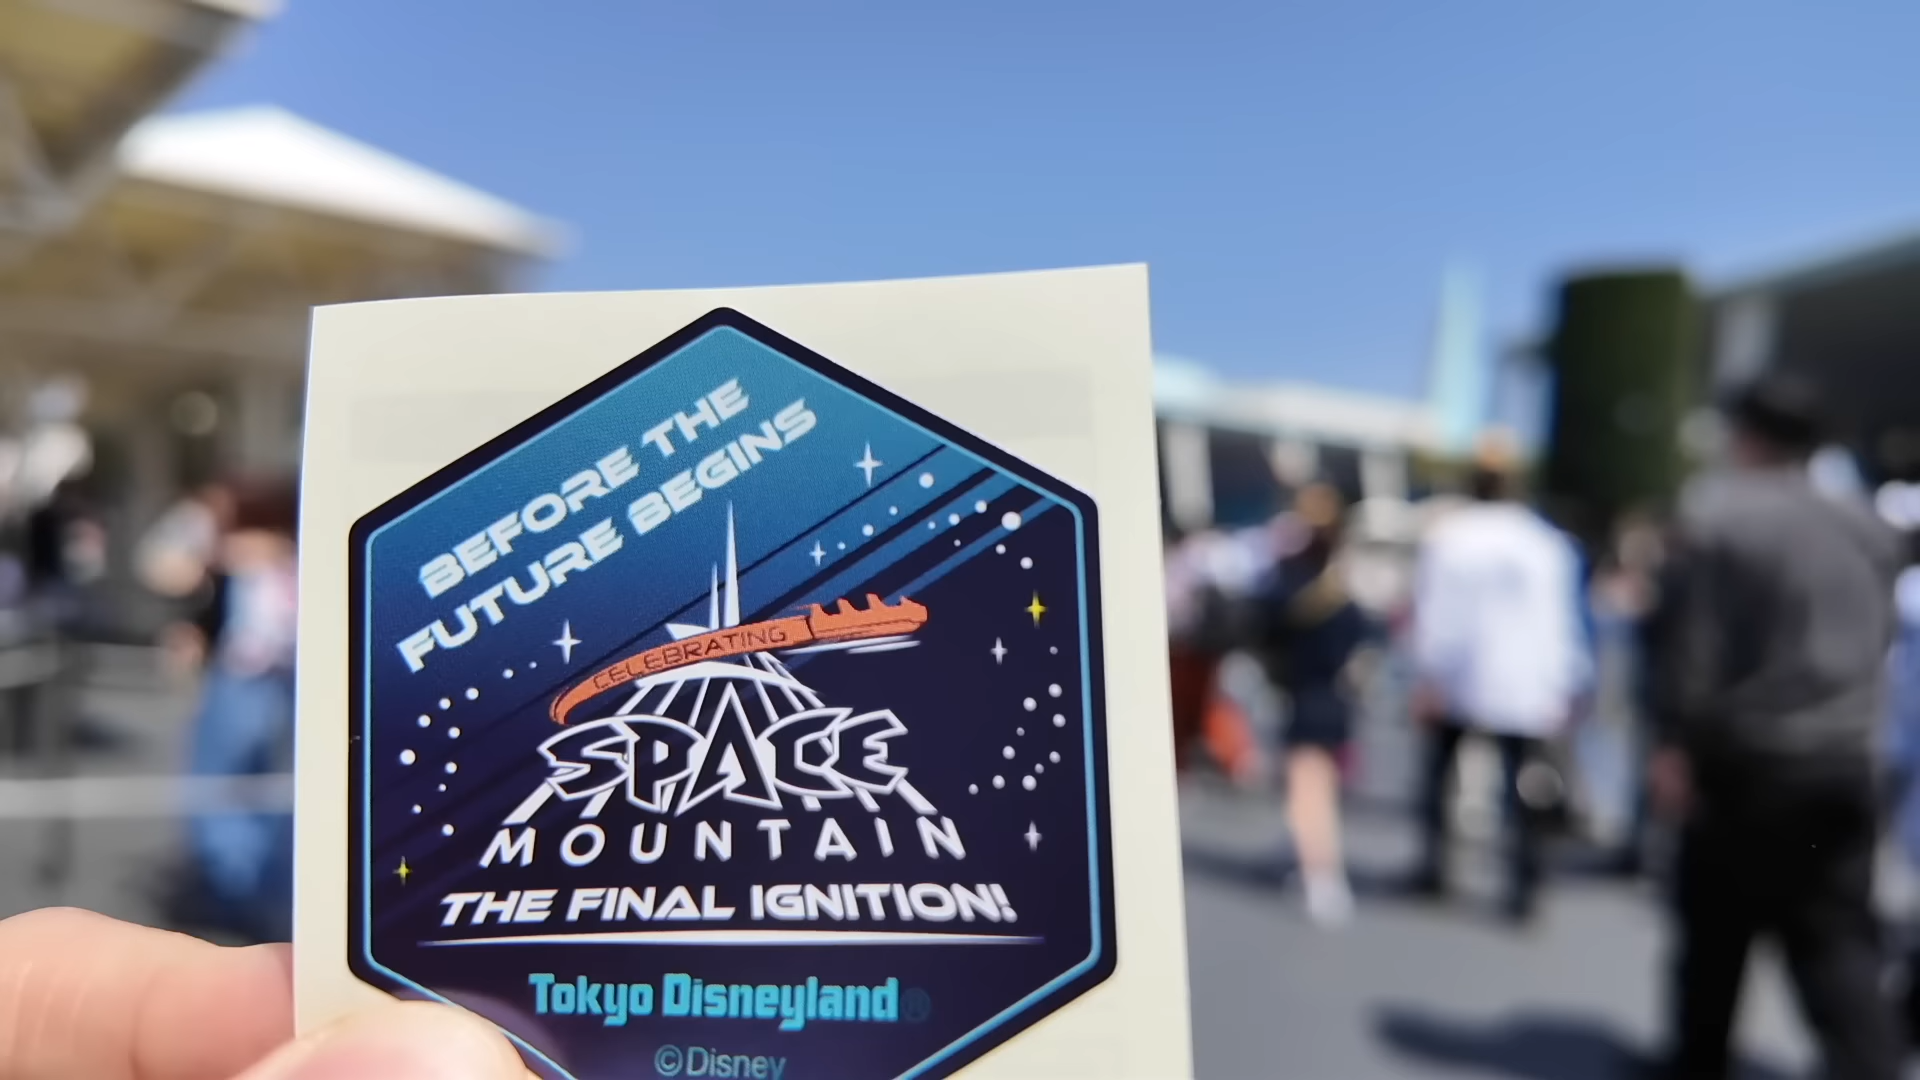 BEFORE THE
FUTURE BEGINS
CELEBRATING
SPACE
MOUNTAIN
THE FINAL IGNITION!
Tokyo Disneyland®
©Disney